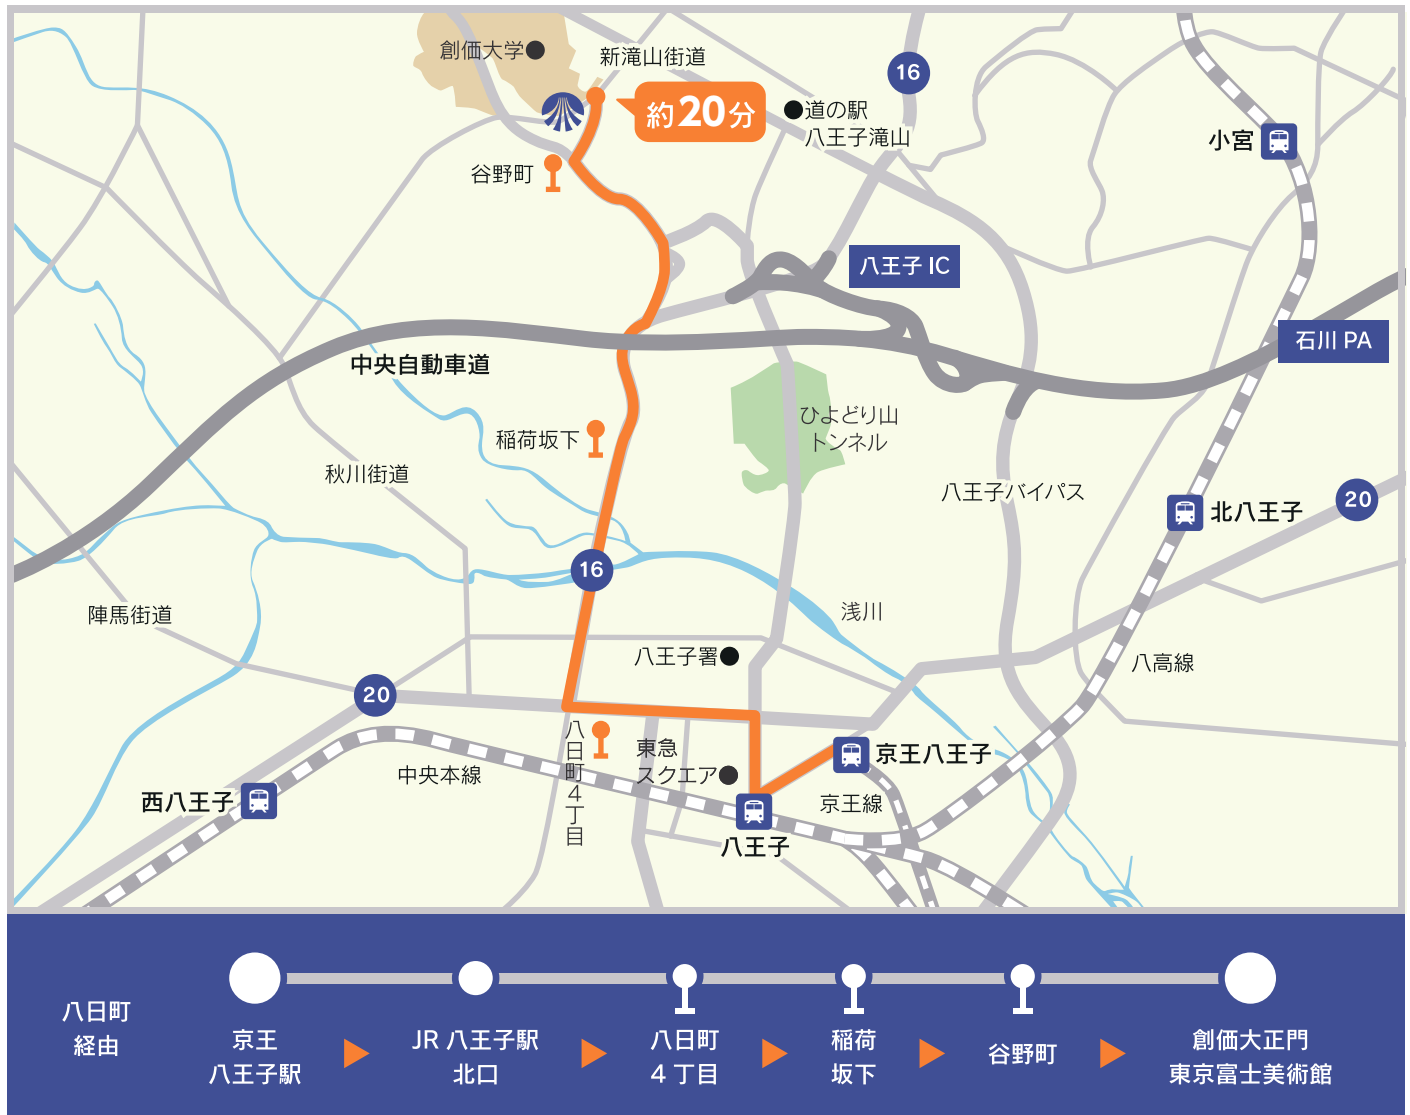 創価大学
新滝山街道
16
約20分
道の駅
八王子滝山
小宮
谷野町
八王子 IC
石川 PA
中央自動車道
ひよどり山
トンネル
稲荷坂下
秋川街道
八王子バイパス
20
北八王子
16
陣馬街道
浅川
八王子署
八高線
20
八日町4丁目
東急
スクエア
京王八王子
中央本線
西八王子
京王線
八王子
八日町
経由
京王
八王子駅
JR 八王子駅
北口
八日町
4 丁目
稲荷
坂下
谷野町
創価大正門
東京富士美術館